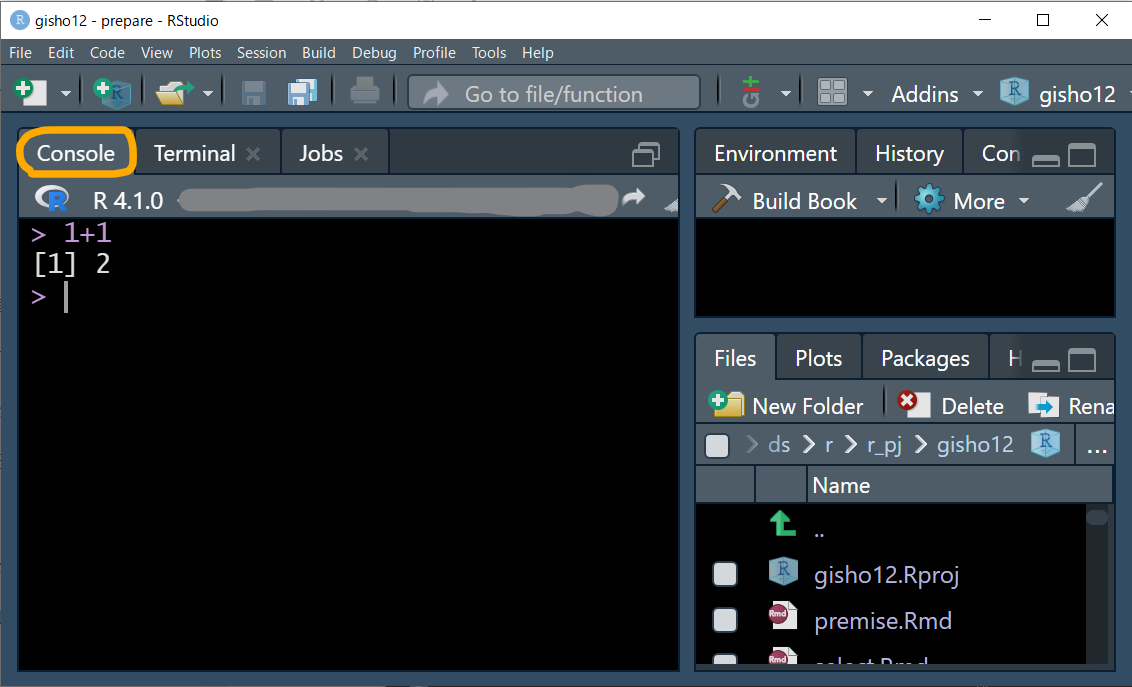 gisho12 - prepare - RStudio
File Edit Code View Plots Session Build Debug Profile Tools Help
Go to file/function Addins gisho12
Console Terminal Jobs
R 4.1.0
> 1+1
[1] 2
>
Environment History Con
Build Book More
Files Plots Packages H
New Folder Delete Rena
ds r r_pj gisho12 ...
Name
..
gisho12.Rproj
premise.Rmd
select.Rmd